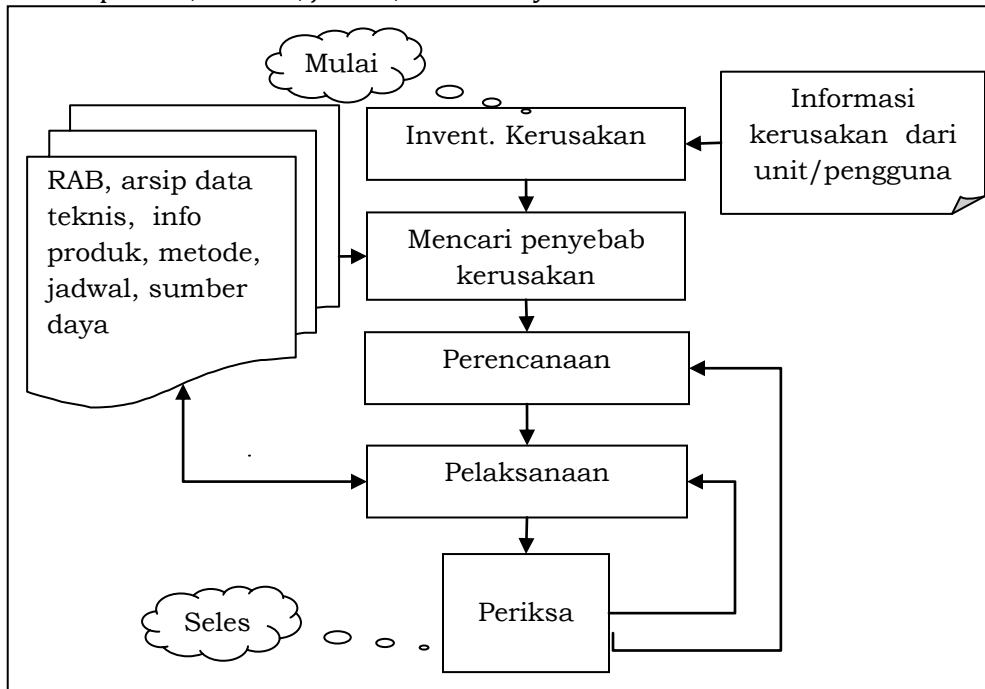 Mulai
Invent. Kerusakan
Informasi
kerusakan dari
unit/pengguna
RAB, arsip data
teknis, info
produk, metode,
jadwal, sumber
daya
Mencari penyebab
kerusakan
Perencanaan
Pelaksanaan
Periksa
Seles